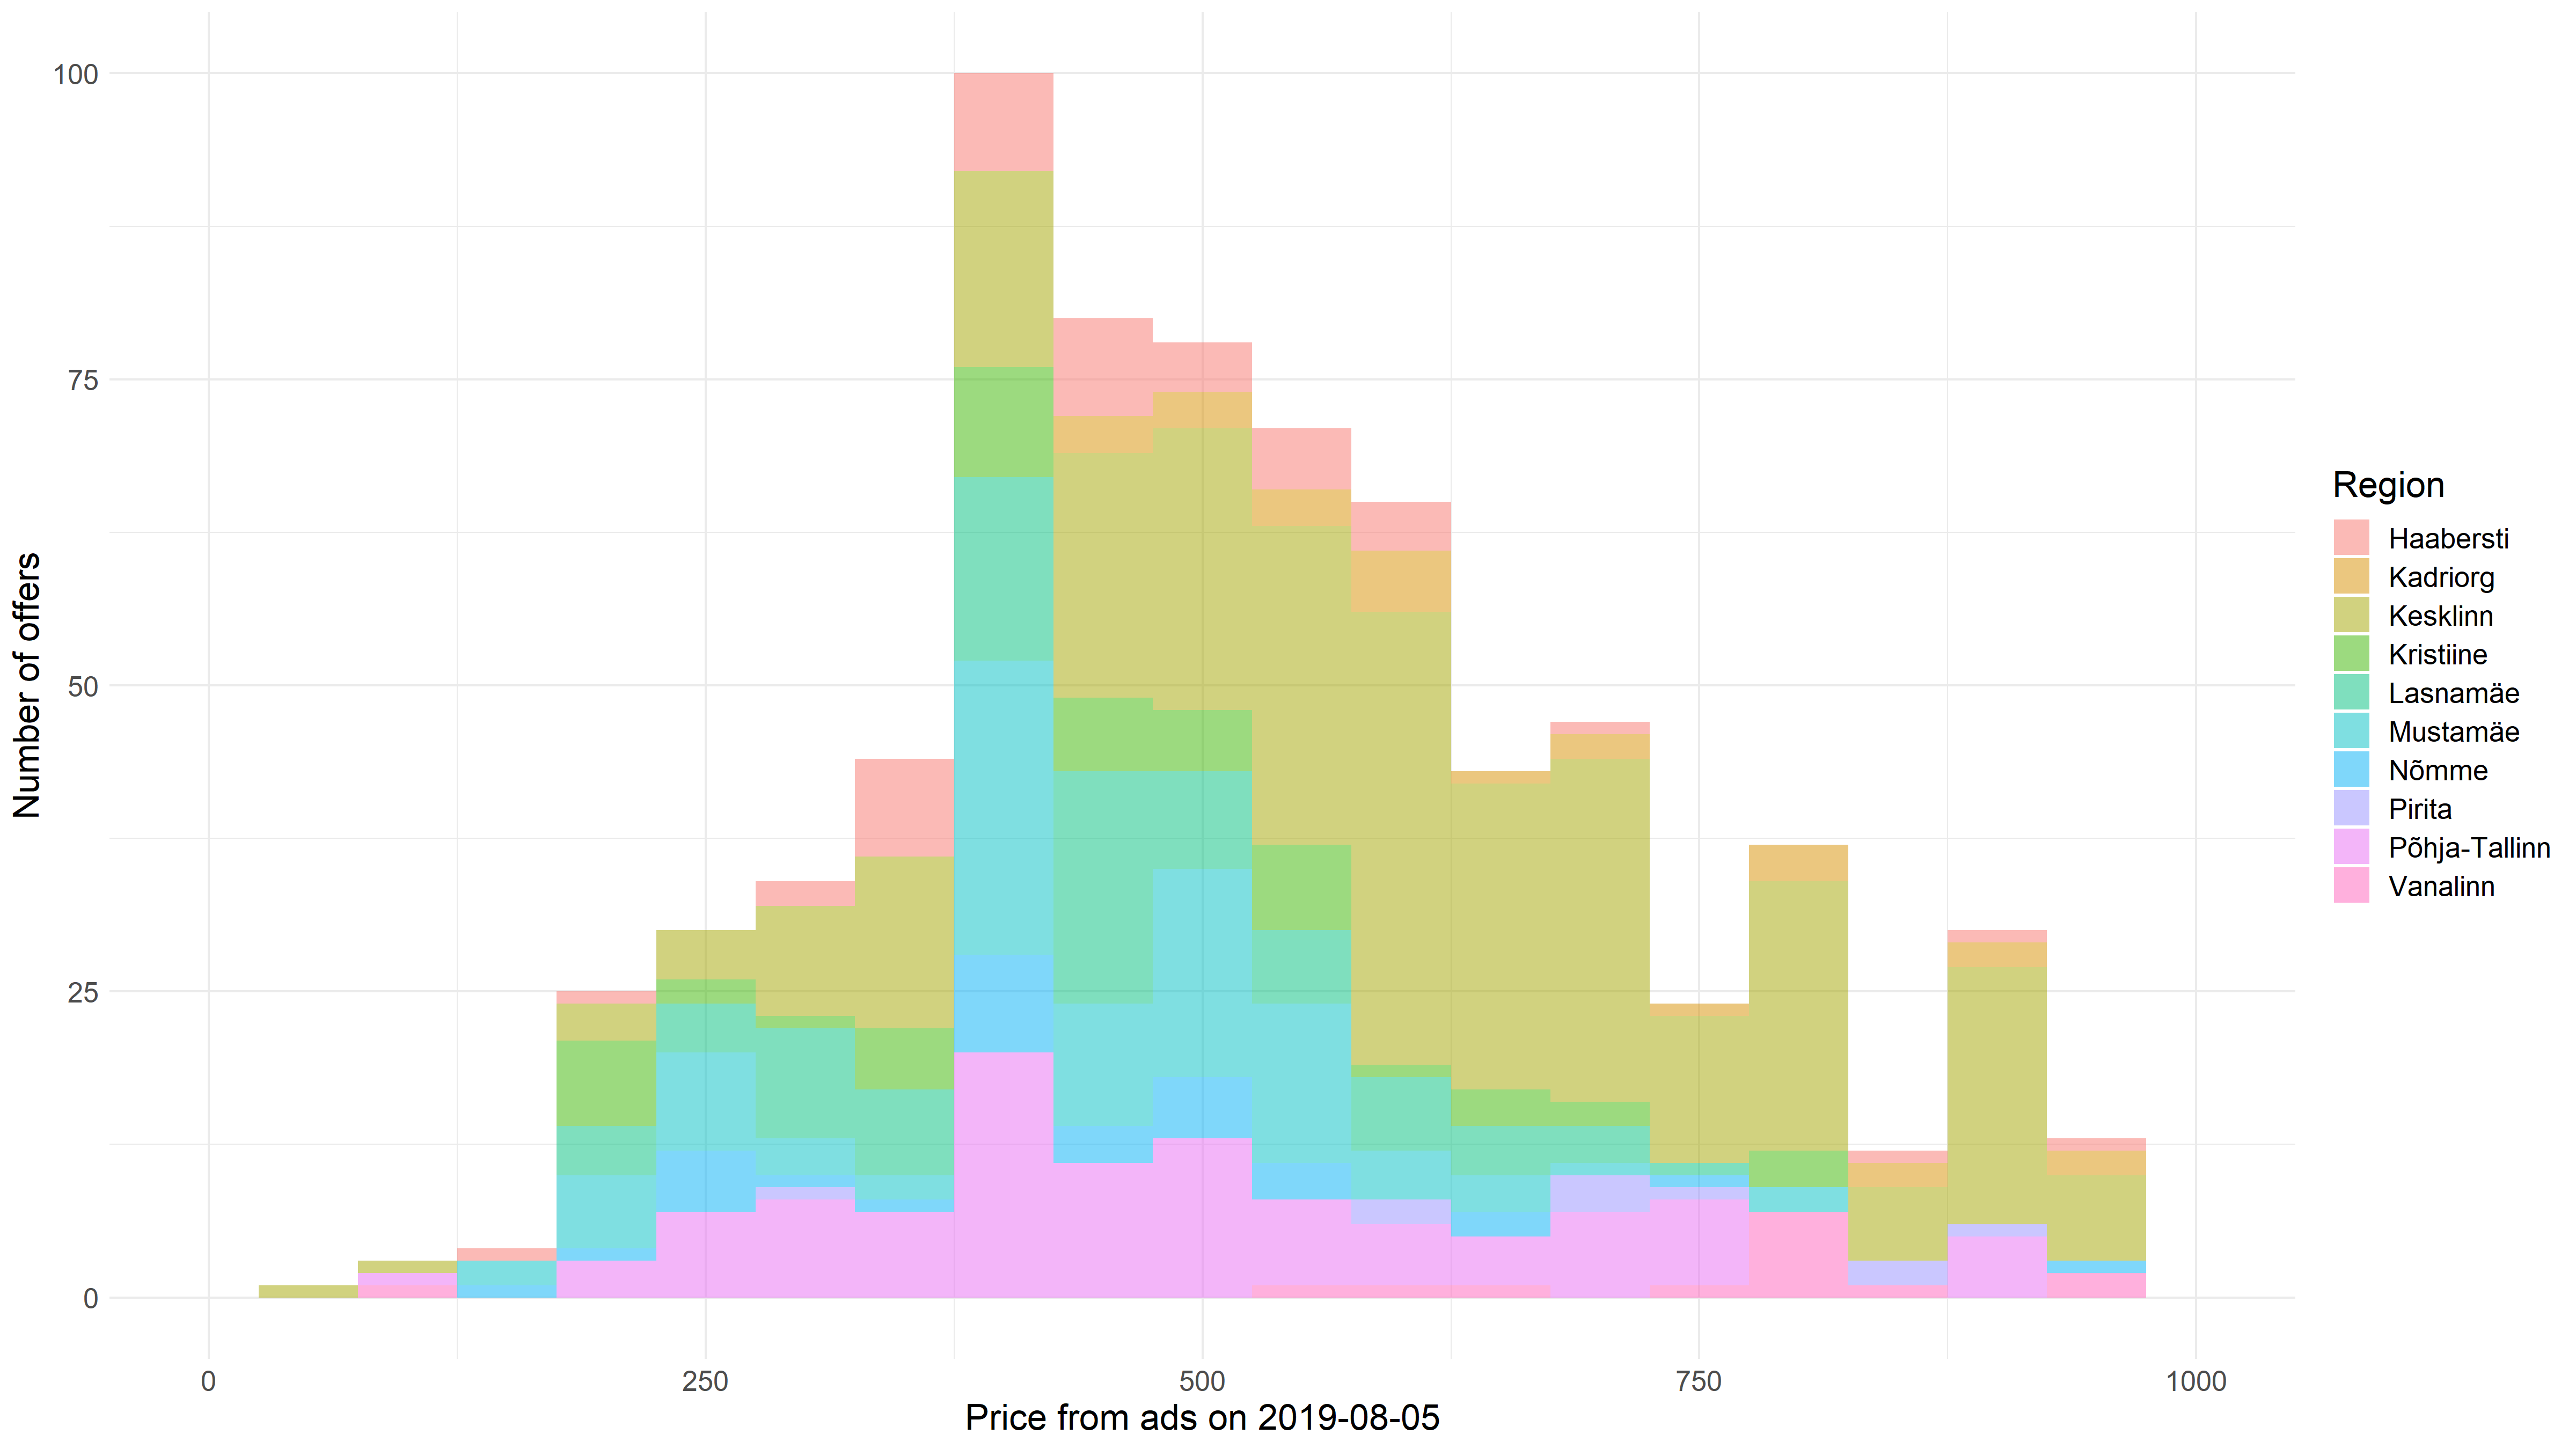 100
75
50
25
0
Number of offers
0 250 500 750 1000
Price from ads on 2019-08-05
Region
Haabersti
Kadriorg
Kesklinn
Kristiine
Lasnamäe
Mustamäe
Nõmme
Pirita
Põhja-Tallinn
Vanalinn